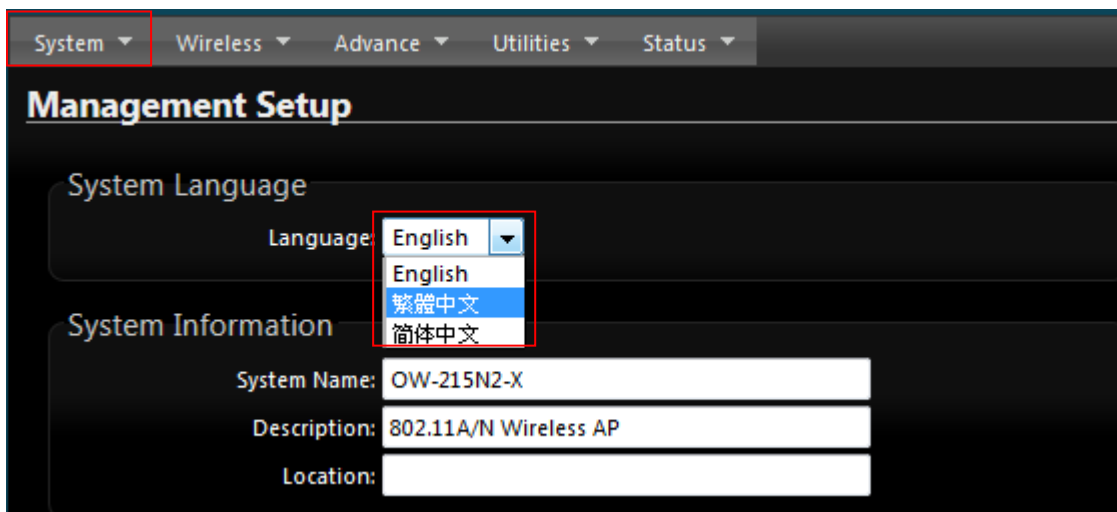 System Wireless Advance Utilities Status
Management Setup
System Language
Language: English
English
繁體中文
简体中文
System Information
System Name: OW-215N2-X
Description: 802.11A/N Wireless AP
Location: